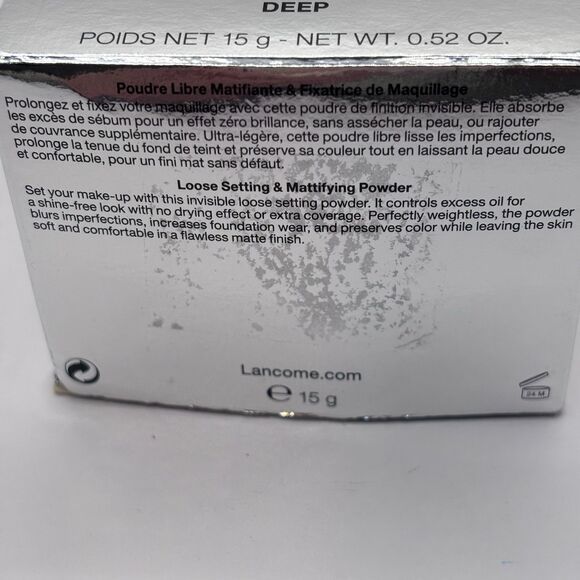 DEEP
POIDS NET 15 g - NET WT. 0.52 OZ.
Poudre Libre Matifiante & Fixatrice de Maquillage
Prolongez et fixez votre maquillage avec cette poudre de finition invisible. Elle absorbe
les excès de sébum pour un effet zéro brillance, sans assécher la peau, ou rajouter
de couvrance supplémentaire. Ultra-légère, cette poudre libre lisse les imperfections,
prolonge la tenue du fond de teint et préserve sa couleur tout en laissant la peau douce
et confortable, pour un fini mat sans défaut.
Loose Setting & Mattifying Powder
Set your make-up with this invisible loose setting powder. It controls excess oil for
a shine-free look with no drying effect or extra coverage. Perfectly weightless, the powder
blurs imperfections, increases foundation wear, and preserves color while leaving the skin
soft and comfortable in a flawless matte finish.
Lancome.com
℮ 15 g
24 M